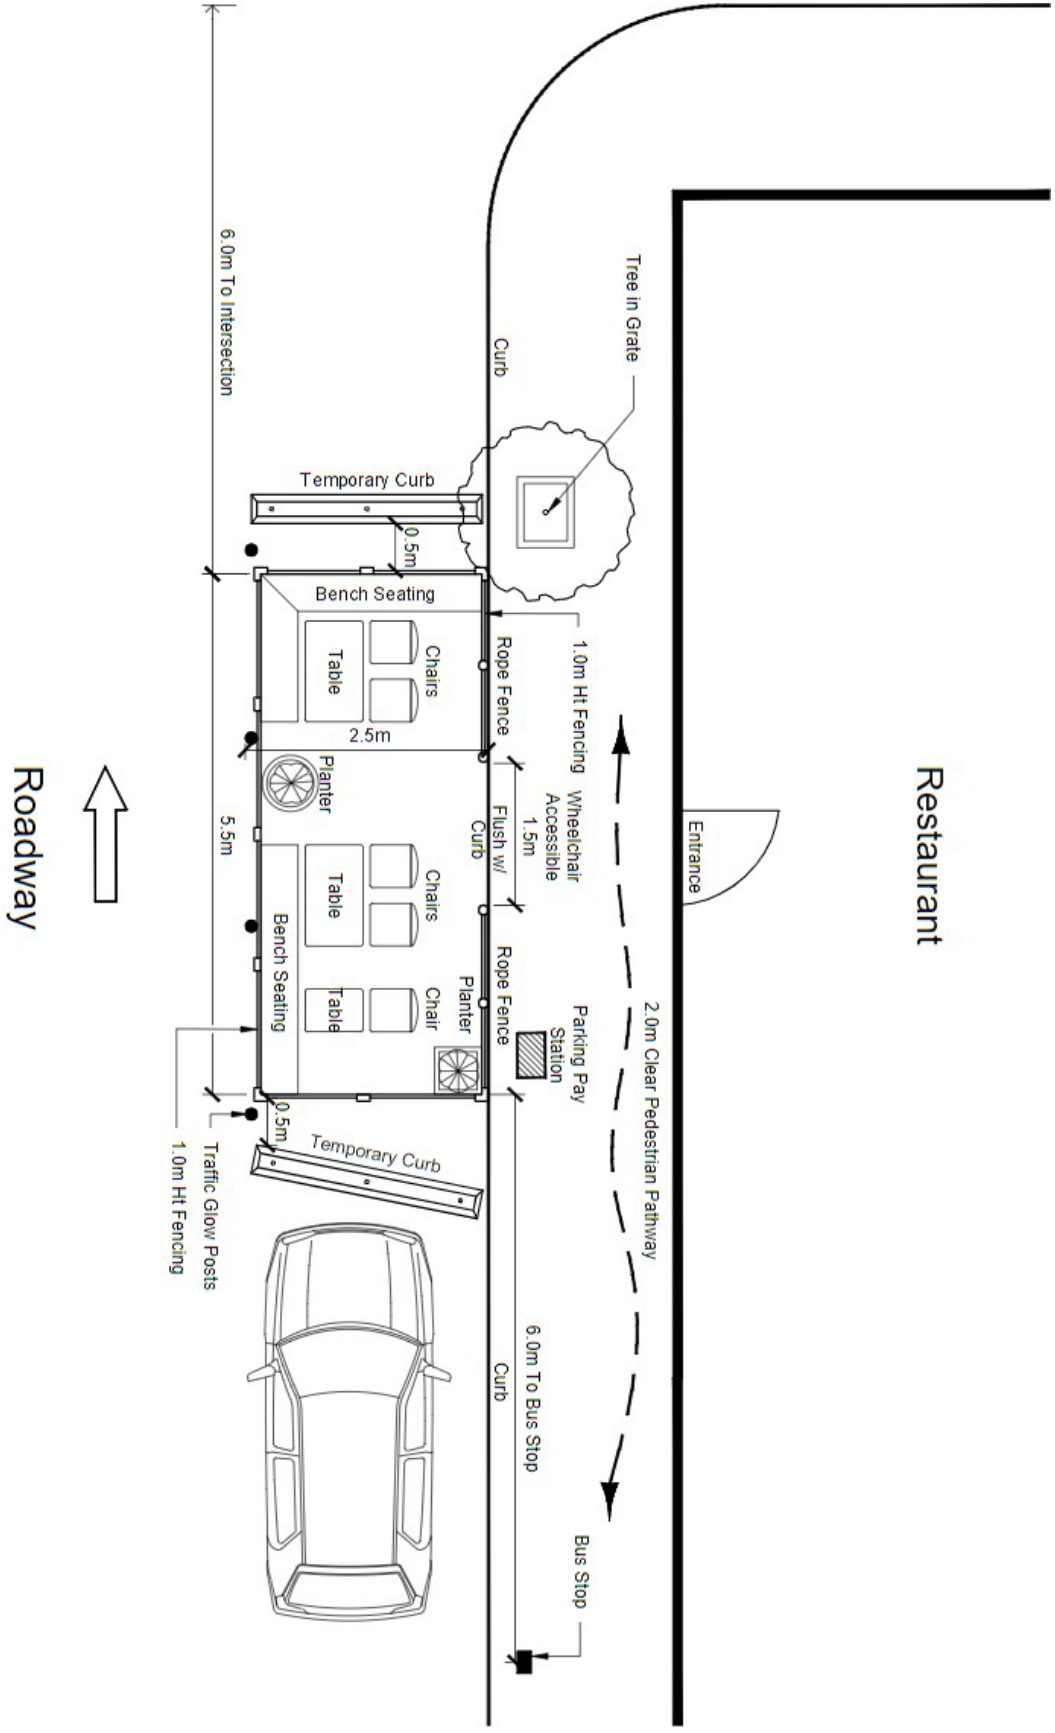 Restaurant
Entrance
2.0m Clear Pedestrian Pathway
Tree in Grate
1.0m Ht Fencing
Wheelchair
Accessible
1.5m
Parking Pay
Station
Bus Stop
6.0m To Bus Stop
Curb
Rope Fence
Flush w/
Curb
Rope Fence
Curb
Temporary Curb
0.5m
Bench Seating
Chairs
Table
2.5m
Planter
Chairs
Table
Bench Seating
Planter
Chair
Table
0.5m
Temporary Curb
6.0m To Intersection
5.5m
Traffic Glow Posts
1.0m Ht Fencing
Roadway